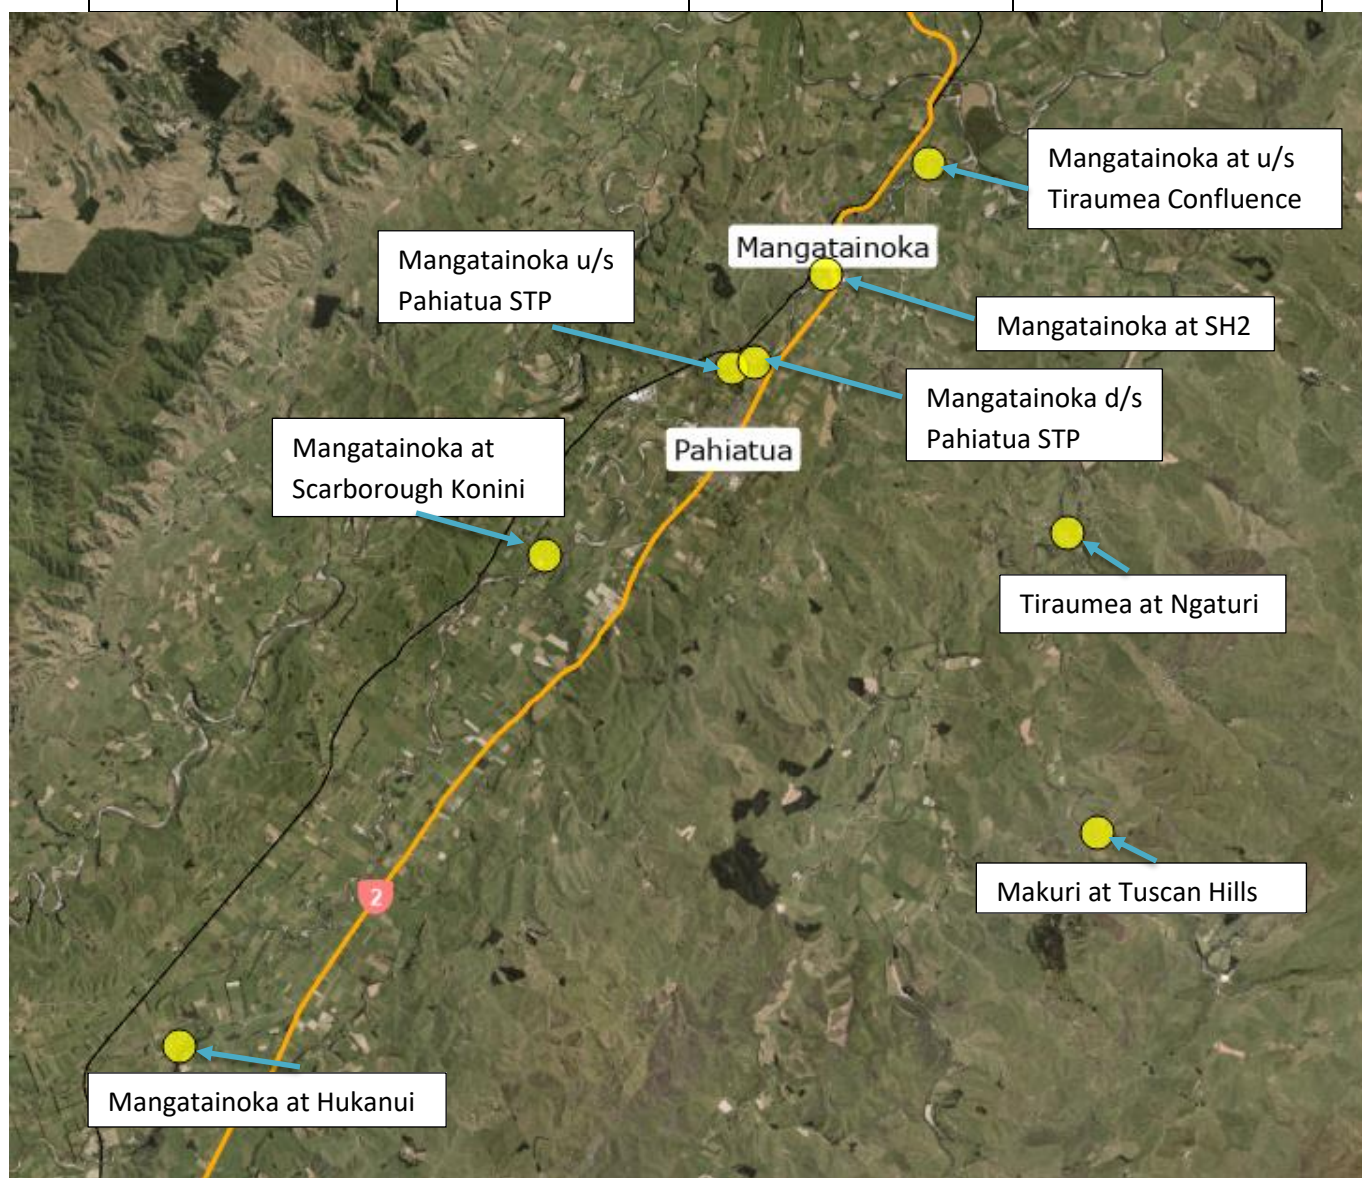 Mangatainoka at u/s
Tiraumea Confluence
Mangatainoka
Mangatainoka u/s
Pahiatua STP
Mangatainoka at SH2
Mangatainoka d/s
Pahiatua STP
Mangatainoka at
Scarborough Konini
Pahiatua
Tiraumea at Ngaturi
Makuri at Tuscan Hills
2
Mangatainoka at Hukanui